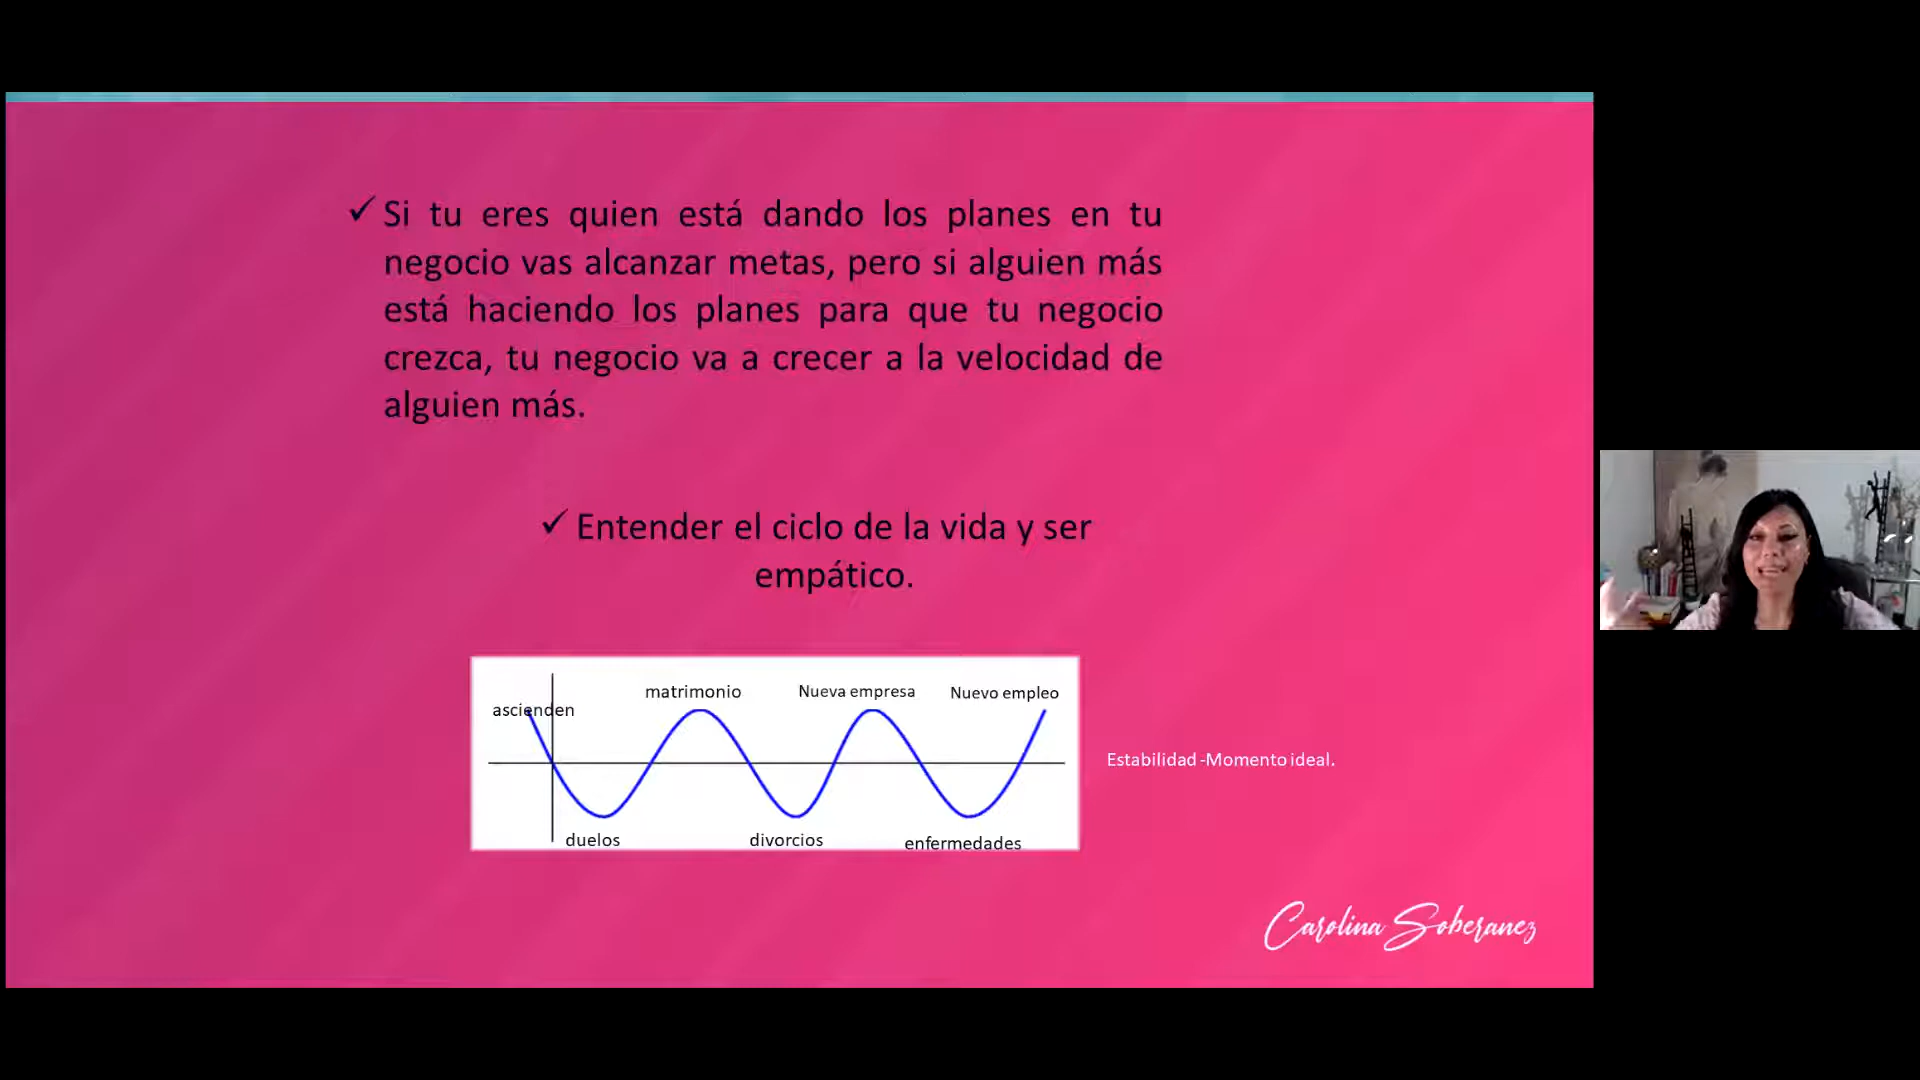 ✓ Si tu eres quien está dando los planes en tu
negocio vas alcanzar metas, pero si alguien más
está haciendo los planes para que tu negocio
crezca, tu negocio va a crecer a la velocidad de
alguien más.
✓ Entender el ciclo de la vida y ser
empático.
matrimonio
Nueva empresa
Nuevo empleo
ascienden
Estabilidad -Momento ideal.
duelos
divorcios
enfermedades
Carolina Soberanez